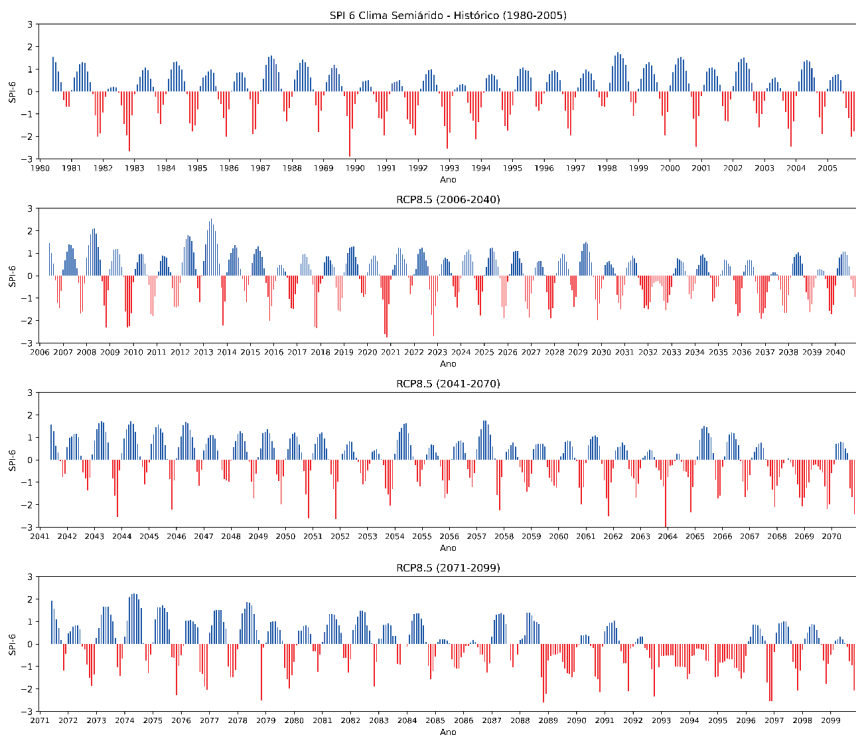 SPI 6 Clima Semiárido - Histórico (1980-2005)
3
2
1
0
−1
−2
−3
SPI-6
1980 1981 1982 1983 1984 1985 1986 1987 1988 1989 1990 1991 1992 1993 1994 1995 1996 1997 1998 1999 2000 2001 2002 2003 2004 2005
Ano
RCP8.5 (2006-2040)
3
2
1
0
−1
−2
−3
SPI-6
2006 2007 2008 2009 2010 2011 2012 2013 2014 2015 2016 2017 2018 2019 2020 2021 2022 2023 2024 2025 2026 2027 2028 2029 2030 2031 2032 2033 2034 2035 2036 2037 2038 2039 2040
Ano
RCP8.5 (2041-2070)
3
2
1
0
−1
−2
−3
SPI-6
2041 2042 2043 2044 2045 2046 2047 2048 2049 2050 2051 2052 2053 2054 2055 2056 2057 2058 2059 2060 2061 2062 2063 2064 2065 2066 2067 2068 2069 2070
Ano
RCP8.5 (2071-2099)
3
2
1
0
−1
−2
−3
SPI-6
2071 2072 2073 2074 2075 2076 2077 2078 2079 2080 2081 2082 2083 2084 2085 2086 2087 2088 2089 2090 2091 2092 2093 2094 2095 2096 2097 2098 2099
Ano